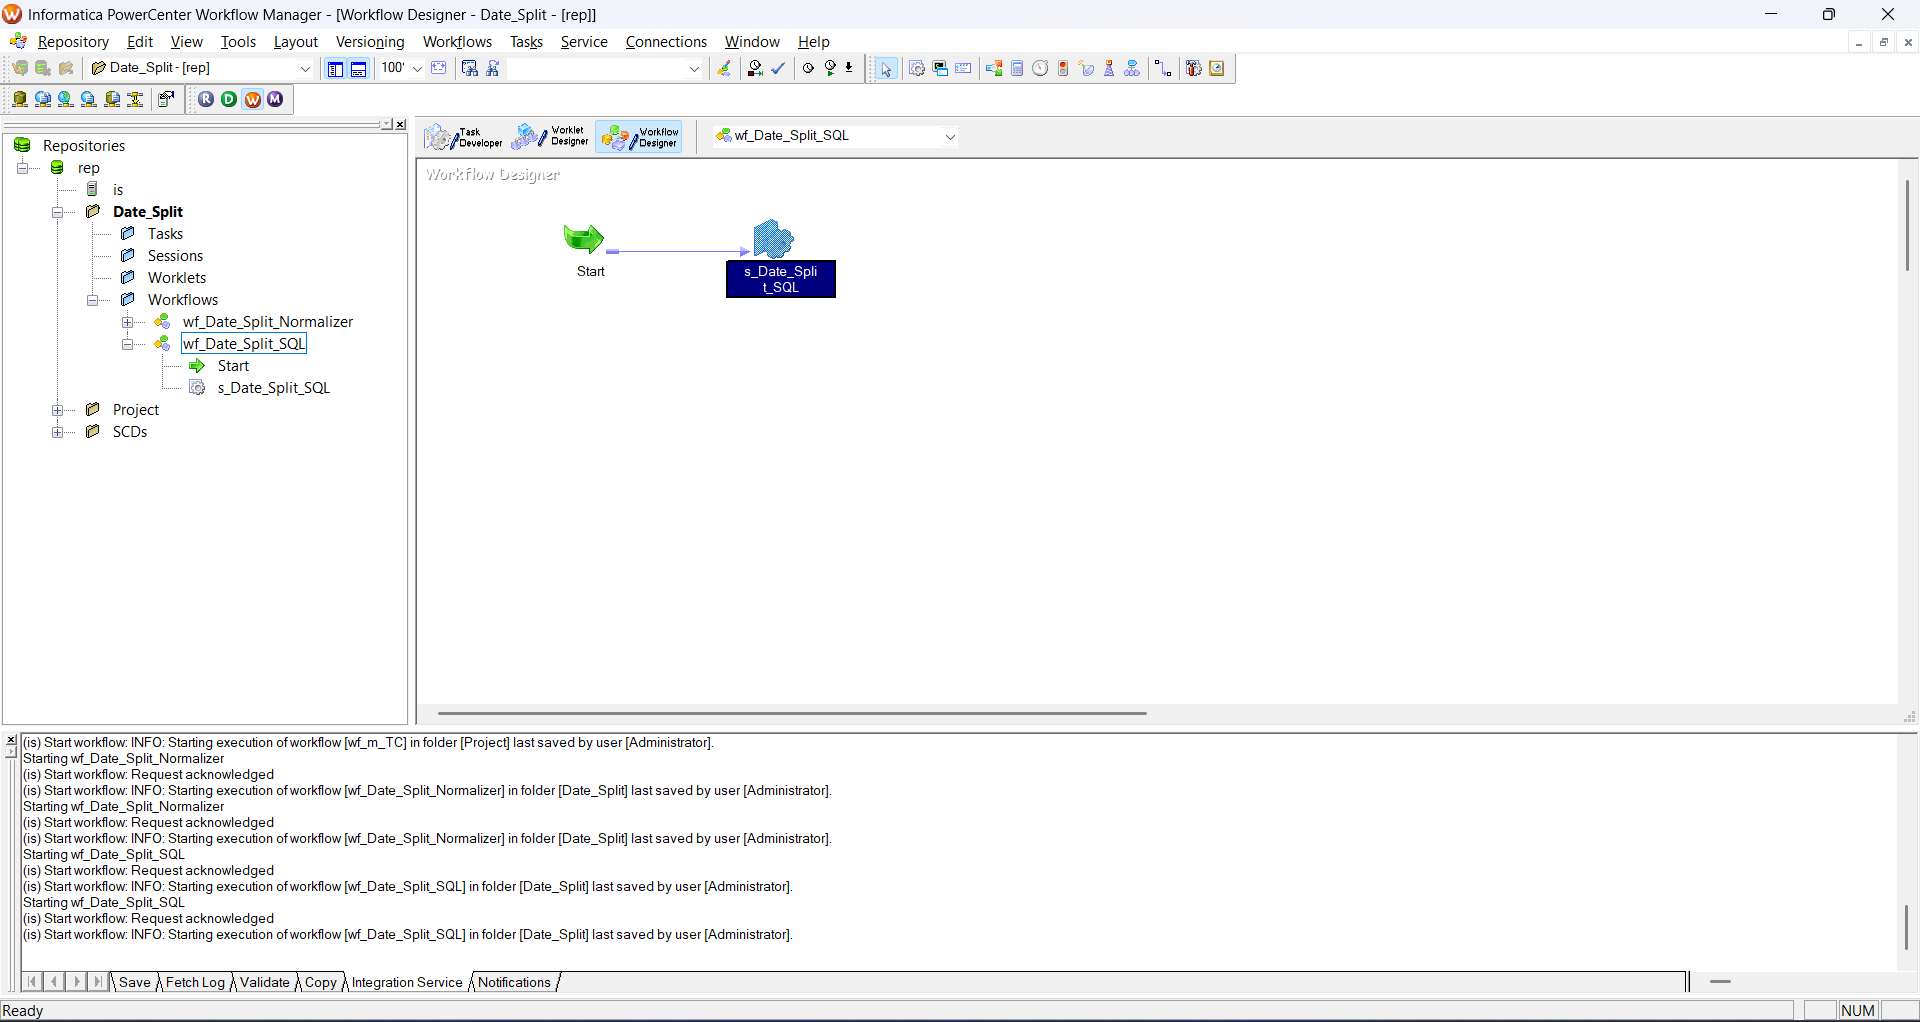 Informatica PowerCenter Workflow Manager - [Workflow Designer - Date_Split - [rep]]
Repository Edit View Tools Layout Versioning Workflows Tasks Service Connections Window Help
Date_Split - [rep]
100'
R D W M
Task Developer
Worklet Designer
Workflow Designer
wf_Date_Split_SQL
Repositories
rep
is
Date_Split
Tasks
Sessions
Worklets
Workflows
wf_Date_Split_Normalizer
wf_Date_Split_SQL
Start
s_Date_Split_SQL
Project
SCDs
Workflow Designer
Start
s_Date_Spli
t_SQL
(is) Start workflow: INFO: Starting execution of workflow [wf_m_TC] in folder [Project] last saved by user [Administrator].
Starting wf_Date_Split_Normalizer
(is) Start workflow: Request acknowledged
(is) Start workflow: INFO: Starting execution of workflow [wf_Date_Split_Normalizer] in folder [Date_Split] last saved by user [Administrator].
Starting wf_Date_Split_Normalizer
(is) Start workflow: Request acknowledged
(is) Start workflow: INFO: Starting execution of workflow [wf_Date_Split_Normalizer] in folder [Date_Split] last saved by user [Administrator].
Starting wf_Date_Split_SQL
(is) Start workflow: Request acknowledged
(is) Start workflow: INFO: Starting execution of workflow [wf_Date_Split_SQL] in folder [Date_Split] last saved by user [Administrator].
Starting wf_Date_Split_SQL
(is) Start workflow: Request acknowledged
(is) Start workflow: INFO: Starting execution of workflow [wf_Date_Split_SQL] in folder [Date_Split] last saved by user [Administrator].
Save Fetch Log Validate Copy Integration Service Notifications
Ready
NUM